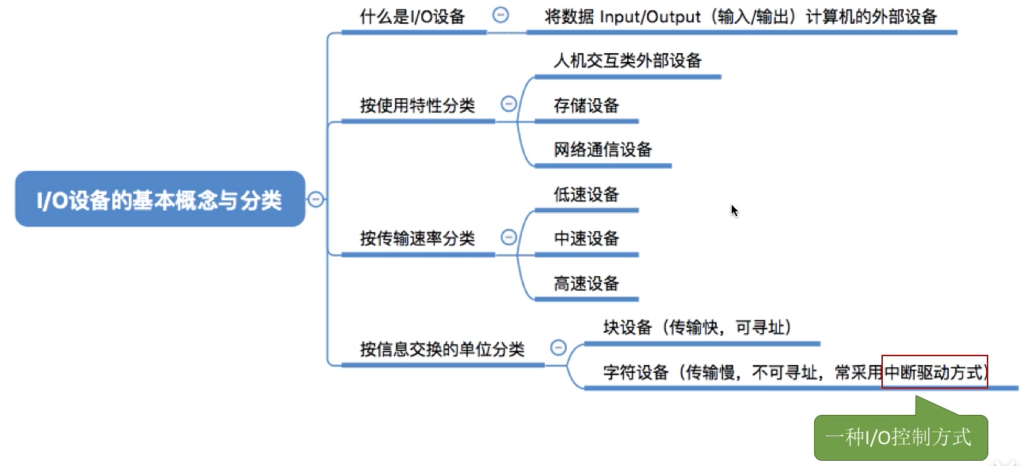 什么是I/O设备
将数据 Input/Output（输入/输出）计算机的外部设备
人机交互类外部设备
按使用特性分类
存储设备
网络通信设备
I/O设备的基本概念与分类
低速设备
按传输速率分类
中速设备
高速设备
块设备（传输快，可寻址）
按信息交换的单位分类
字符设备（传输慢，不可寻址，常采用中断驱动方式）
一种I/O控制方式